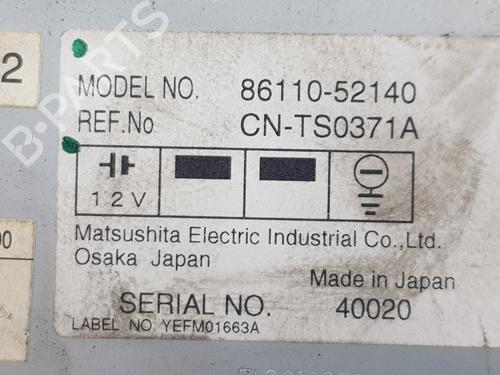 2
MODEL NO. 86110-52140
REF.No CN-TS0371A
12V
00
Matsushita Electric Industrial Co.,Ltd.
Osaka Japan
Made in Japan
SERIAL NO. 40020
LABEL NO. YEFM01663A
B-PARTS